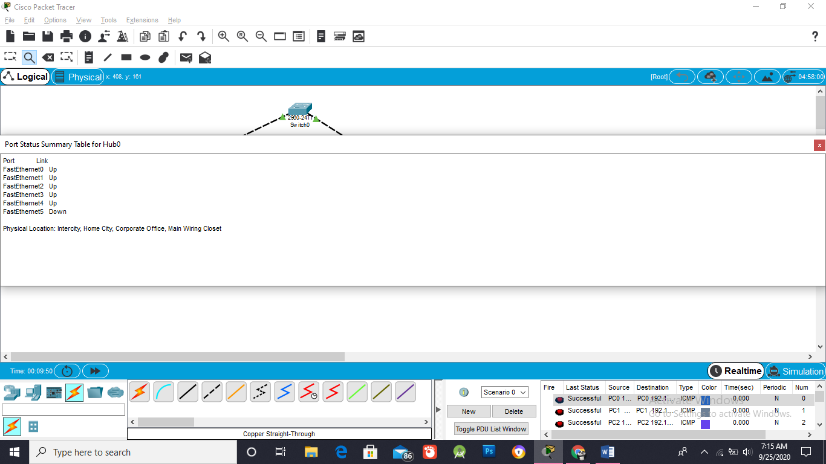 Cisco Packet Tracer
File Edit Options View Tools Extensions Help
?
Logical Physical x: 408, y: 161 [Root] 04:58:00
2960-24TT
Switch0
Port Status Summary Table for Hub0
x
Port Link
FastEthernet0 Up
FastEthernet1 Up
FastEthernet2 Up
FastEthernet3 Up
FastEthernet4 Up
FastEthernet5 Down
Physical Location: Intercity, Home City, Corporate Office, Main Wiring Closet
Time: 00:09:50 Realtime Simulation
Scenario 0
New Delete
Toggle PDU List Window
Copper Straight-Through
Fire Last Status Source Destination Type Color Time(sec) Periodic Num
Successful PC0 1... PC0 192.1... ICMP 0.000 N 0
Successful PC1 ... PC1 .192.1... ICMP 0.000 N 1
Successful PC2 1... PC2 192.1... ICMP 0.000 N 2
Activate Windows
Go to Settings to activate Windows.
Type here to search
86
Ps
W
7:15 AM
9/25/2020